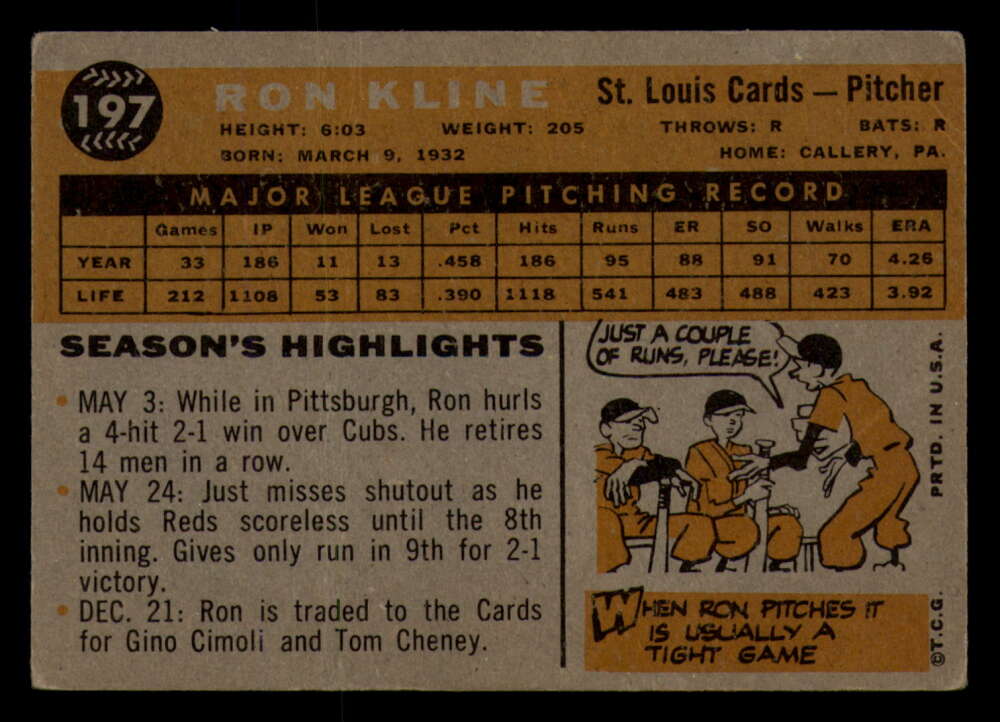 197
RON KLINE
St. Louis Cards — Pitcher
HEIGHT: 6:03 WEIGHT: 205 THROWS: R BATS: R
BORN: MARCH 9, 1932 HOME: CALLERY, PA.
MAJOR LEAGUE PITCHING RECORD
Games IP Won Lost Pct Hits Runs ER SO Walks ERA
YEAR 33 186 11 13 .458 186 95 88 91 70 4.26
LIFE 212 1108 53 83 .390 1118 541 483 488 423 3.92
SEASON'S HIGHLIGHTS
• MAY 3: While in Pittsburgh, Ron hurls
a 4-hit 2-1 win over Cubs. He retires
14 men in a row.
• MAY 24: Just misses shutout as he
holds Reds scoreless until the 8th
inning. Gives only run in 9th for 2-1
victory.
• DEC. 21: Ron is traded to the Cards
for Gino Cimoli and Tom Cheney.
JUST A COUPLE
OF RUNS, PLEASE!
WHEN RON PITCHES IT
IS USUALLY A
TIGHT GAME
©T.C.G. PRTD. IN U.S.A.